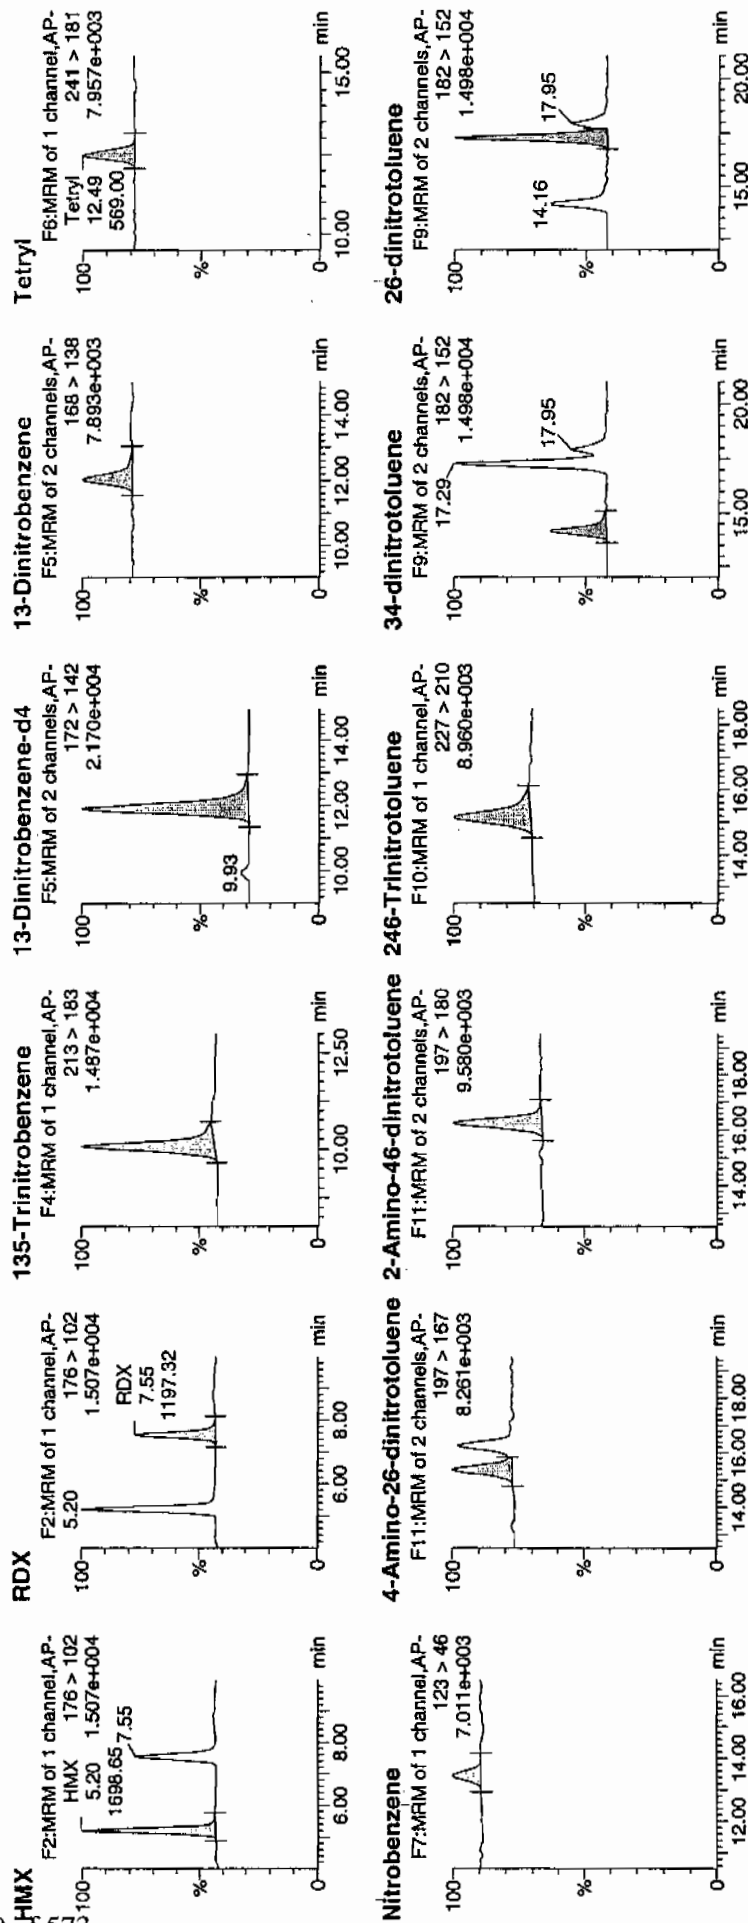 HMX
F2:MRM of 1 channel,AP-
HMX 176 > 102
5.20 1.507e+004
1698.65
7.55
100
%
0
6.00 8.00 min
RDX
F2:MRM of 1 channel,AP-
5.20 176 > 102
1.507e+004
RDX
7.55
1197.32
100
%
0
6.00 8.00 min
135-Trinitrobenzene
F4:MRM of 1 channel,AP-
213 > 183
1.487e+004
100
%
0
10.00 12.50 min
13-Dinitrobenzene-d4
F5:MRM of 2 channels,AP-
172 > 142
2.170e+004
9.93
100
%
0
10.00 12.00 14.00 min
13-Dinitrobenzene
F5:MRM of 2 channels,AP-
168 > 138
7.893e+003
100
%
0
10.00 12.00 14.00 min
Tetryl
F6:MRM of 1 channel,AP-
Tetryl 241 > 181
12.49 7.957e+003
569.00
100
%
0
10.00 15.00 min
Nitrobenzene
F7:MRM of 1 channel,AP-
123 > 46
7.011e+003
100
%
0
12.00 14.00 16.00 min
4-Amino-26-dinitrotoluene
F11:MRM of 2 channels,AP-
197 > 167
8.261e+003
100
%
0
14.00 16.00 18.00 min
2-Amino-46-dinitrotoluene
F11:MRM of 2 channels,AP-
197 > 180
9.580e+003
100
%
0
14.00 16.00 18.00 min
246-Trinitrotoluene
F10:MRM of 1 channel,AP-
227 > 210
8.960e+003
100
%
0
14.00 16.00 18.00 min
34-dinitrotoluene
F9:MRM of 2 channels,AP-
17.29 182 > 152
1.498e+004
17.95
100
%
0
15.00 20.00 min
26-dinitrotoluene
F9:MRM of 2 channels,AP-
182 > 152
1.498e+004
14.16
17.95
100
%
0
15.00 20.00 min